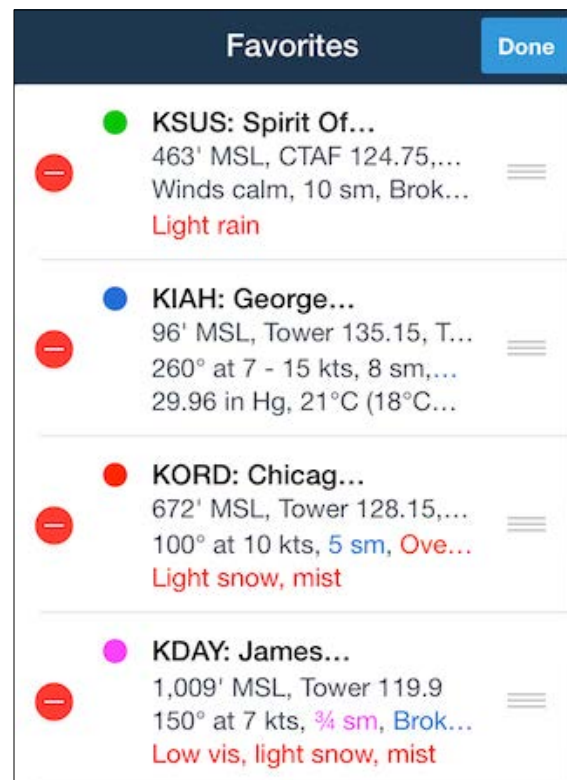 Favorites
Done
KSUS: Spirit Of...
463' MSL, CTAF 124.75,...
Winds calm, 10 sm, Brok...
Light rain
KIAH: George...
96' MSL, Tower 135.15, T...
260° at 7 - 15 kts, 8 sm,...
29.96 in Hg, 21°C (18°C...
KORD: Chicag...
672' MSL, Tower 128.15,...
100° at 10 kts, 5 sm, Ove...
Light snow, mist
KDAY: James...
1,009' MSL, Tower 119.9
150° at 7 kts, ¾ sm, Brok...
Low vis, light snow, mist